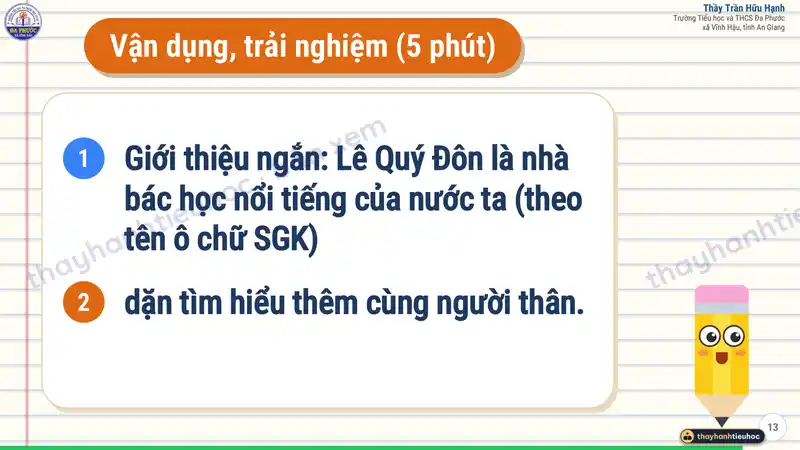 Thầy Trần Hữu Hạnh
Trường Tiểu học và THCS Đa Phước
xã Vĩnh Hậu, tỉnh An Giang
ĐA PHƯỚC
Vận dụng, trải nghiệm (5 phút)
1
Giới thiệu ngắn: Lê Quý Đôn là nhà
bác học nổi tiếng của nước ta (theo
tên ô chữ SGK)
2
dặn tìm hiểu thêm cùng người thân.
thayhanhtieuhoc
13